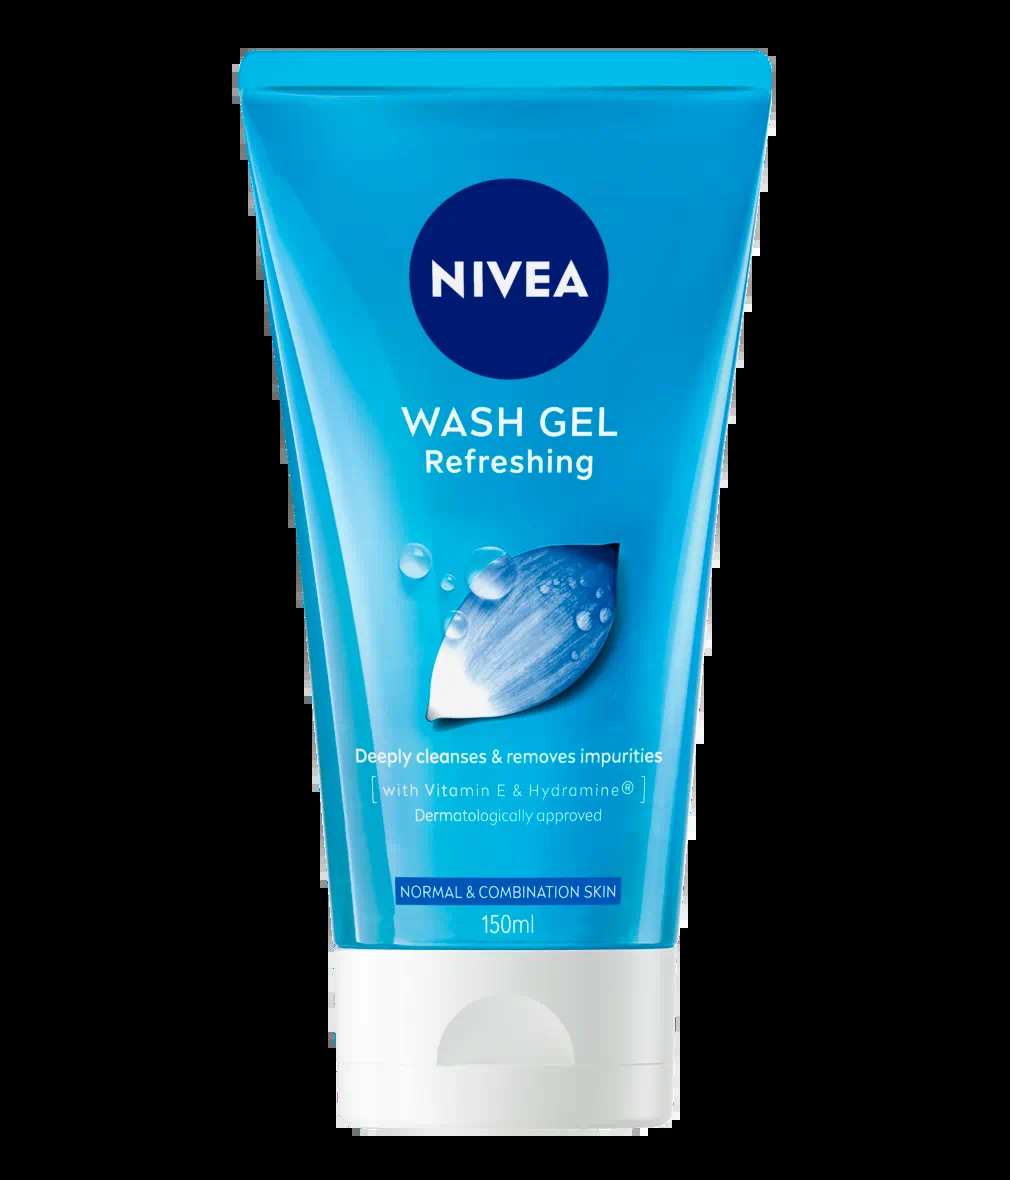 NIVEA
WASH GEL
Refreshing
Deeply cleanses & removes impurities
[with Vitamin E & Hydramine®]
Dermatologically approved
NORMAL & COMBINATION SKIN
150ml